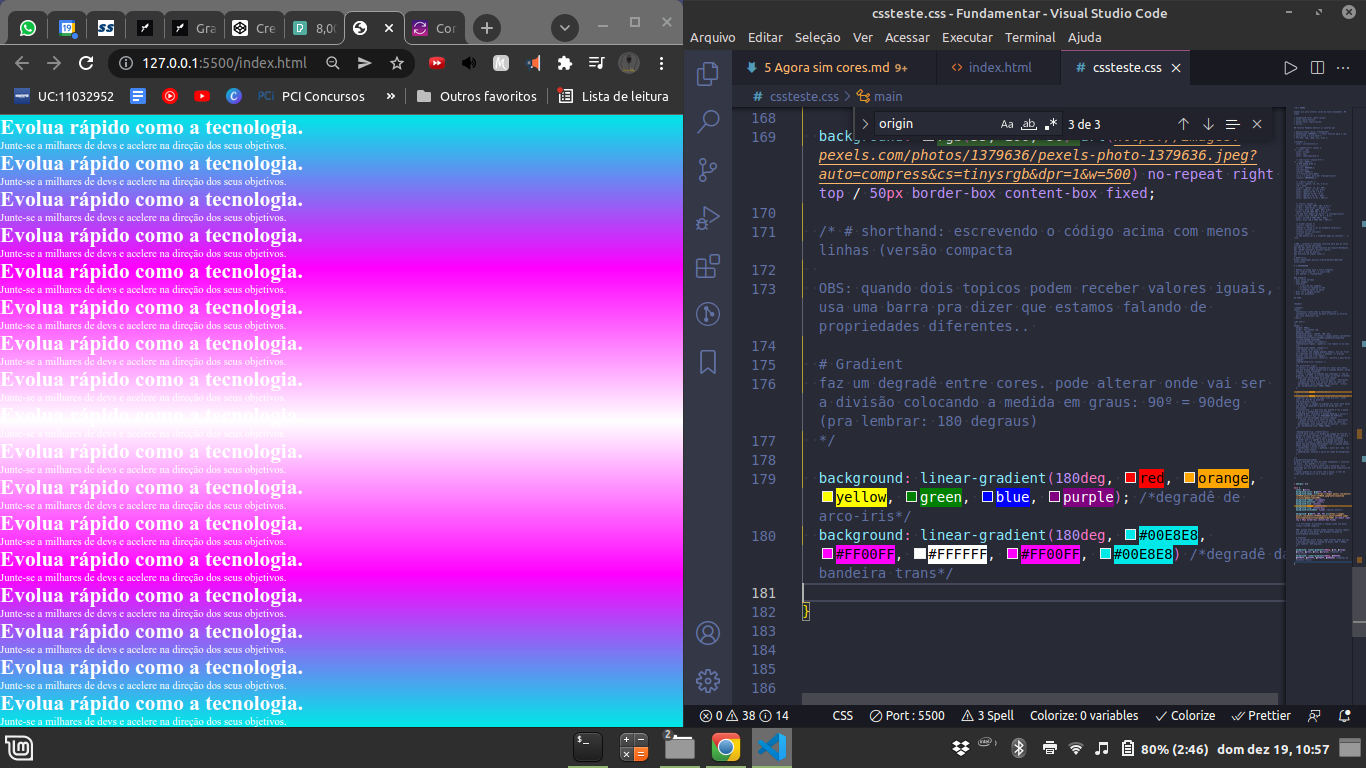 Gra
Cre
8,00
Cor
127.0.0.1:5500/index.html
UC:11032952
PCI Concursos
»
Outros favoritos
Lista de leitura
Evolua rápido como a tecnologia.
Junte-se a milhares de devs e acelere na direção dos seus objetivos.
Evolua rápido como a tecnologia.
Junte-se a milhares de devs e acelere na direção dos seus objetivos.
Evolua rápido como a tecnologia.
Junte-se a milhares de devs e acelere na direção dos seus objetivos.
Evolua rápido como a tecnologia.
Junte-se a milhares de devs e acelere na direção dos seus objetivos.
Evolua rápido como a tecnologia.
Junte-se a milhares de devs e acelere na direção dos seus objetivos.
Evolua rápido como a tecnologia.
Junte-se a milhares de devs e acelere na direção dos seus objetivos.
Evolua rápido como a tecnologia.
Junte-se a milhares de devs e acelere na direção dos seus objetivos.
Evolua rápido como a tecnologia.
Junte-se a milhares de devs e acelere na direção dos seus objetivos.
Evolua rápido como a tecnologia.
Junte-se a milhares de devs e acelere na direção dos seus objetivos.
Evolua rápido como a tecnologia.
Junte-se a milhares de devs e acelere na direção dos seus objetivos.
Evolua rápido como a tecnologia.
Junte-se a milhares de devs e acelere na direção dos seus objetivos.
Evolua rápido como a tecnologia.
Junte-se a milhares de devs e acelere na direção dos seus objetivos.
Evolua rápido como a tecnologia.
Junte-se a milhares de devs e acelere na direção dos seus objetivos.
Evolua rápido como a tecnologia.
Junte-se a milhares de devs e acelere na direção dos seus objetivos.
Evolua rápido como a tecnologia.
Junte-se a milhares de devs e acelere na direção dos seus objetivos.
Evolua rápido como a tecnologia.
Junte-se a milhares de devs e acelere na direção dos seus objetivos.
Evolua rápido como a tecnologia.
Junte-se a milhares de devs e acelere na direção dos seus objetivos.
cssteste.css - Fundamentar - Visual Studio Code
Arquivo Editar Seleção Ver Acessar Executar Terminal Ajuda
5 Agora sim cores.md 9+
index.html
# cssteste.css
# cssteste.css > main
origin
Aa ab 3 de 3
168
169
pexels.com/photos/1379636/pexels-photo-1379636.jpeg?
auto=compress&cs=tinysrgb&dpr=1&w=500) no-repeat right
top / 50px border-box content-box fixed;
170
171 /* # shorthand: escrevendo o código acima com menos
linhas (versão compacta
172
173 OBS: quando dois topicos podem receber valores iguais,
usa uma barra pra dizer que estamos falando de
propriedades diferentes..
174
175 # Gradient
176 faz um degradê entre cores. pode alterar onde vai ser
a divisão colocando a medida em graus: 90º = 90deg
(pra lembrar: 180 degraus)
177 */
178
179 background: linear-gradient(180deg, red, orange,
yellow, green, blue, purple); /*degradê de
arco-iris*/
180 background: linear-gradient(180deg, #00E8E8,
#FF00FF, #FFFFFF, #FF00FF, #00E8E8) /*degradê da
bandeira trans*/
181
182 }
183
184
185
186
0 38 14 CSS Port : 5500 3 Spell Colorize: 0 variables Colorize Prettier
2
80% (2:46) dom dez 19, 10:57